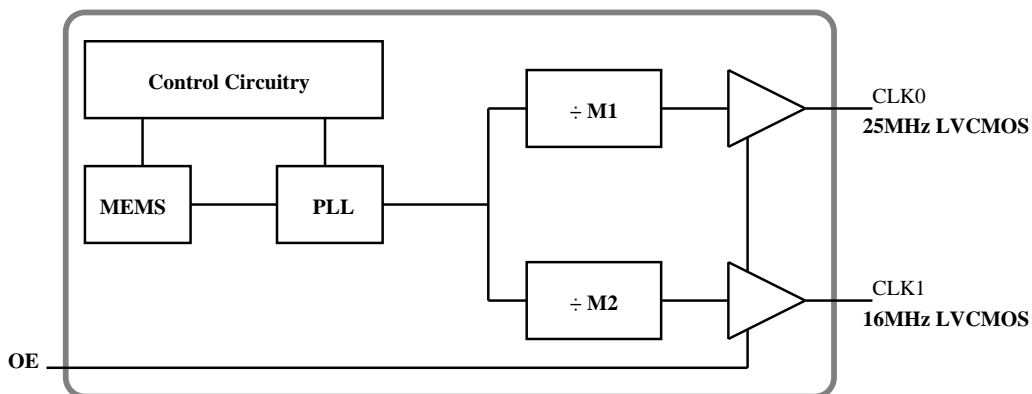 Control Circuitry
÷ M1
CLK0
25MHz LVCMOS
MEMS
PLL
÷ M2
CLK1
16MHz LVCMOS
OE